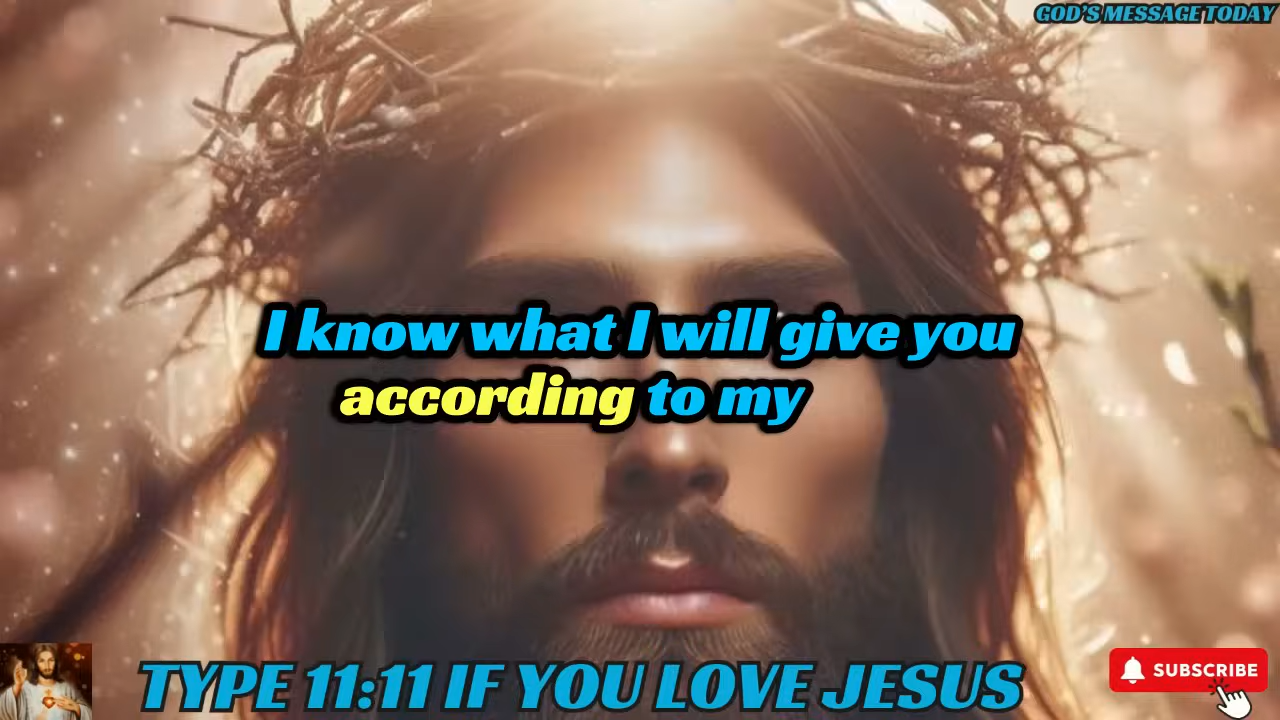 GOD'S MESSAGE TODAY
I know what I will give you
according to my
TYPE 11:11 IF YOU LOVE JESUS
SUBSCRIBE